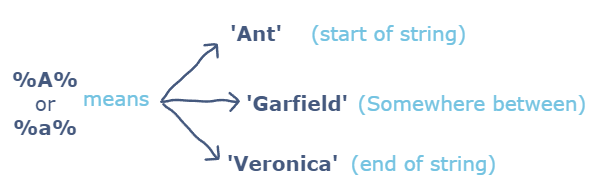 'Ant' (start of string)
%A%
or
%a%
means
'Garfield' (Somewhere between)
'Veronica' (end of string)